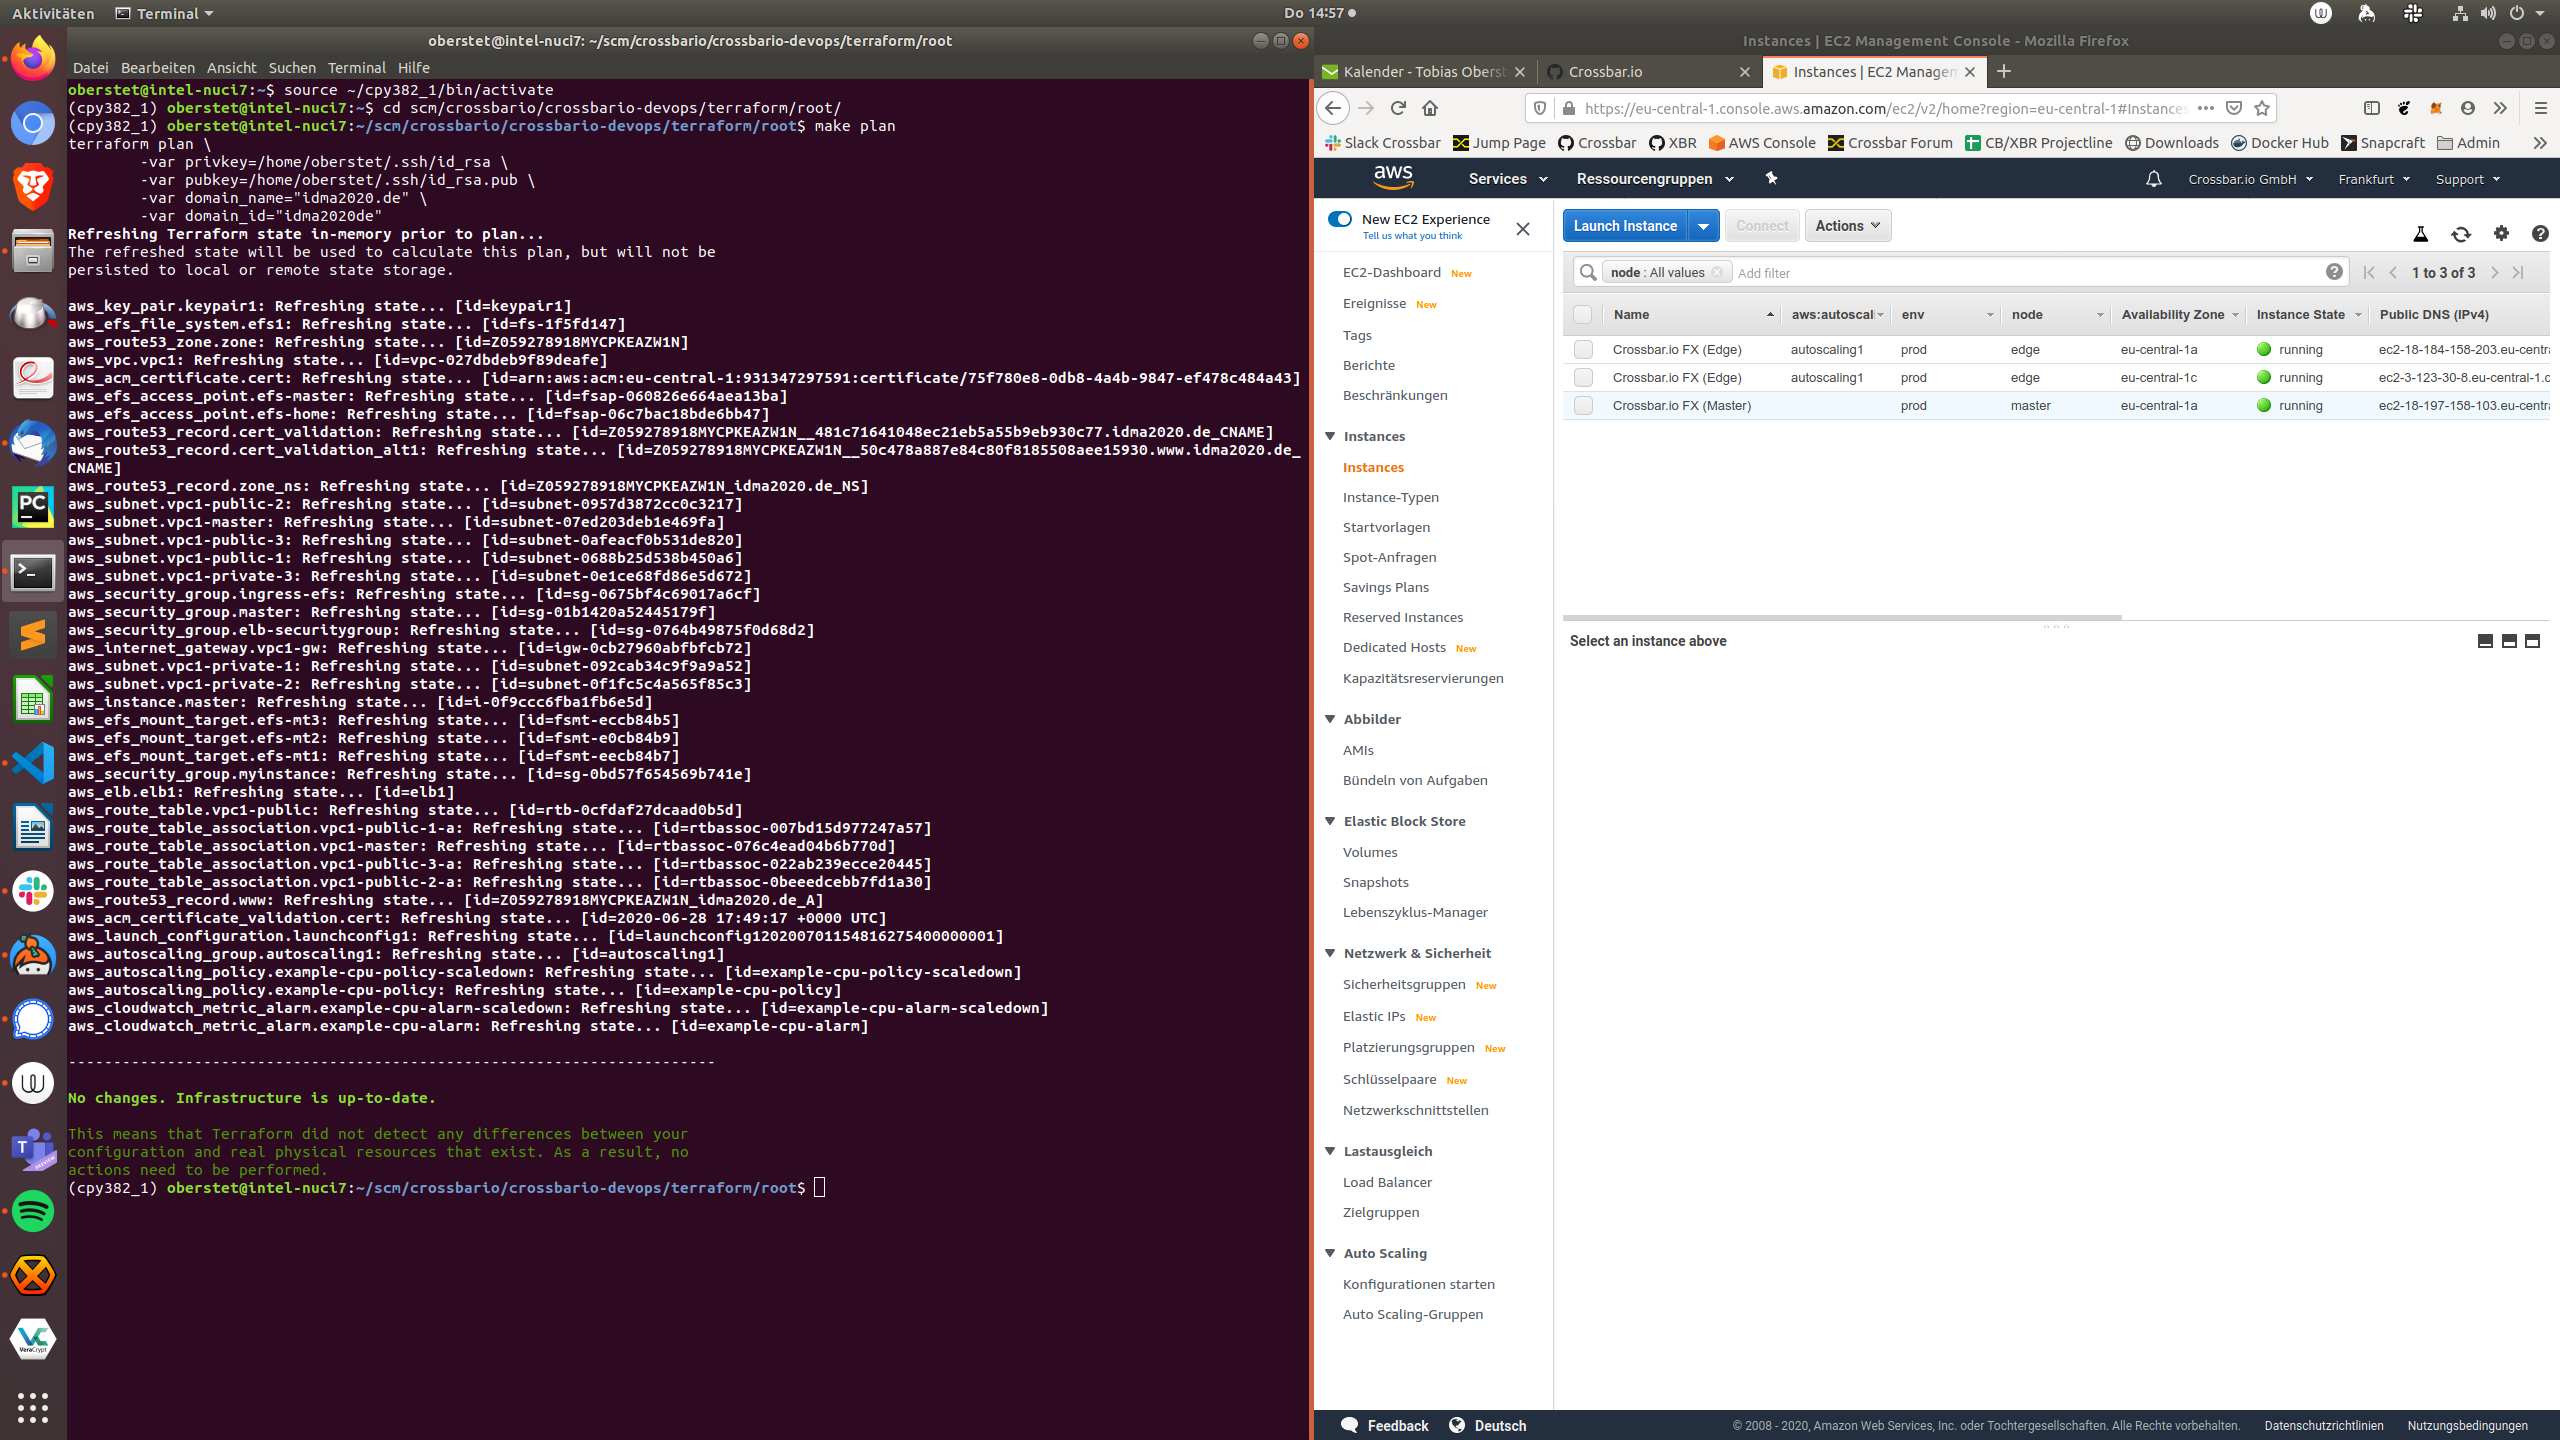 Aktivitäten
Terminal
Do 14:57
oberstet@intel-nuci7: ~/scm/crossbario/crossbario-devops/terraform/root
Datei Bearbeiten Ansicht Suchen Terminal Hilfe
oberstet@intel-nuci7:~$ source ~/cpy382_1/bin/activate
(cpy382_1) oberstet@intel-nuci7:~$ cd scm/crossbario/crossbario-devops/terraform/root/
(cpy382_1) oberstet@intel-nuci7:~/scm/crossbario/crossbario-devops/terraform/root$ make plan
terraform plan \
-var privkey=/home/oberstet/.ssh/id_rsa \
-var pubkey=/home/oberstet/.ssh/id_rsa.pub \
-var domain_name="idma2020.de" \
-var domain_id="idma2020de"
Refreshing Terraform state in-memory prior to plan...
The refreshed state will be used to calculate this plan, but will not be
persisted to local or remote state storage.
aws_key_pair.keypair1: Refreshing state... [id=keypair1]
aws_efs_file_system.efs1: Refreshing state... [id=fs-1f5fd147]
aws_route53_zone.zone: Refreshing state... [id=Z059278918MYCPKEAZW1N]
aws_vpc.vpc1: Refreshing state... [id=vpc-027dbdeb9f89deafe]
aws_acm_certificate.cert: Refreshing state... [id=arn:aws:acm:eu-central-1:931347297591:certificate/75f780e8-0db8-4a4b-9847-ef478c484a43]
aws_efs_access_point.efs-master: Refreshing state... [id=fsap-060826e664aea13ba]
aws_efs_access_point.efs-home: Refreshing state... [id=fsap-06c7bac18bde6bb47]
aws_route53_record.cert_validation: Refreshing state... [id=Z059278918MYCPKEAZW1N__481c71641048ec21eb5a55b9eb930c77.idma2020.de_CNAME]
aws_route53_record.cert_validation_alt1: Refreshing state... [id=Z059278918MYCPKEAZW1N__50c478a887e84c80f8185508aee15930.www.idma2020.de_
CNAME]
aws_route53_record.zone_ns: Refreshing state... [id=Z059278918MYCPKEAZW1N_idma2020.de_NS]
aws_subnet.vpc1-public-2: Refreshing state... [id=subnet-0957d3872cc0c3217]
aws_subnet.vpc1-master: Refreshing state... [id=subnet-07ed203deb1e469fa]
aws_subnet.vpc1-public-3: Refreshing state... [id=subnet-0afeacf0b531de820]
aws_subnet.vpc1-public-1: Refreshing state... [id=subnet-0688b25d538b450a6]
aws_subnet.vpc1-private-3: Refreshing state... [id=subnet-0e1ce68fd86e5d672]
aws_security_group.ingress-efs: Refreshing state... [id=sg-0675bf4c69017a6cf]
aws_security_group.master: Refreshing state... [id=sg-01b1420a52445179f]
aws_security_group.elb-securitygroup: Refreshing state... [id=sg-0764b49875f0d68d2]
aws_internet_gateway.vpc1-gw: Refreshing state... [id=igw-0cb27960abfbfcb72]
aws_subnet.vpc1-private-1: Refreshing state... [id=subnet-092cab34c9f9a9a52]
aws_subnet.vpc1-private-2: Refreshing state... [id=subnet-0f1fc5c4a565f85c3]
aws_instance.master: Refreshing state... [id=i-0f9ccc6fba1fb6e5d]
aws_efs_mount_target.efs-mt3: Refreshing state... [id=fsmt-eccb84b5]
aws_efs_mount_target.efs-mt2: Refreshing state... [id=fsmt-e0cb84b9]
aws_efs_mount_target.efs-mt1: Refreshing state... [id=fsmt-eecb84b7]
aws_security_group.myinstance: Refreshing state... [id=sg-0bd57f654569b741e]
aws_elb.elb1: Refreshing state... [id=elb1]
aws_route_table.vpc1-public: Refreshing state... [id=rtb-0cfdaf27dcaad0b5d]
aws_route_table_association.vpc1-public-1-a: Refreshing state... [id=rtbassoc-007bd15d977247a57]
aws_route_table_association.vpc1-master: Refreshing state... [id=rtbassoc-076c4ead04b6b770d]
aws_route_table_association.vpc1-public-3-a: Refreshing state... [id=rtbassoc-022ab239ecce20445]
aws_route_table_association.vpc1-public-2-a: Refreshing state... [id=rtbassoc-0beeedcebb7fd1a30]
aws_route53_record.www: Refreshing state... [id=Z059278918MYCPKEAZW1N_idma2020.de_A]
aws_acm_certificate_validation.cert: Refreshing state... [id=2020-06-28 17:49:17 +0000 UTC]
aws_launch_configuration.launchconfig1: Refreshing state... [id=launchconfig120200701154816275400000001]
aws_autoscaling_group.autoscaling1: Refreshing state... [id=autoscaling1]
aws_autoscaling_policy.example-cpu-policy-scaledown: Refreshing state... [id=example-cpu-policy-scaledown]
aws_autoscaling_policy.example-cpu-policy: Refreshing state... [id=example-cpu-policy]
aws_cloudwatch_metric_alarm.example-cpu-alarm-scaledown: Refreshing state... [id=example-cpu-alarm-scaledown]
aws_cloudwatch_metric_alarm.example-cpu-alarm: Refreshing state... [id=example-cpu-alarm]
------------------------------------------------------------------------
No changes. Infrastructure is up-to-date.
This means that Terraform did not detect any differences between your
configuration and real physical resources that exist. As a result, no
actions need to be performed.
(cpy382_1) oberstet@intel-nuci7:~/scm/crossbario/crossbario-devops/terraform/root$
Instances | EC2 Management Console - Mozilla Firefox
Kalender - Tobias Oberst
Crossbar.io
Instances | EC2 Managem
https://eu-central-1.console.aws.amazon.com/ec2/v2/home?region=eu-central-1#Instances
Slack Crossbar Jump Page Crossbar XBR AWS Console Crossbar Forum CB/XBR Projectline Downloads Docker Hub Snapcraft Admin
aws Services Ressourcengruppen Crossbar.io GmbH Frankfurt Support
New EC2 Experience
Tell us what you think
EC2-Dashboard New
Ereignisse New
Tags
Berichte
Beschränkungen
Instances
Instances
Instance-Typen
Startvorlagen
Spot-Anfragen
Savings Plans
Reserved Instances
Dedicated Hosts New
Kapazitätsreservierungen
Abbilder
AMIs
Bündeln von Aufgaben
Elastic Block Store
Volumes
Snapshots
Lebenszyklus-Manager
Netzwerk & Sicherheit
Sicherheitsgruppen New
Elastic IPs New
Platzierungsgruppen New
Schlüsselpaare New
Netzwerkschnittstellen
Lastausgleich
Load Balancer
Zielgruppen
Auto Scaling
Konfigurationen starten
Auto Scaling-Gruppen
Launch Instance Connect Actions
node : All values Add filter 1 to 3 of 3
Name aws:autoscal env node Availability Zone Instance State Public DNS (IPv4)
Crossbar.io FX (Edge) autoscaling1 prod edge eu-central-1a running ec2-18-184-158-203.eu-centra
Crossbar.io FX (Edge) autoscaling1 prod edge eu-central-1c running ec2-3-123-30-8.eu-central-1.c
Crossbar.io FX (Master) prod master eu-central-1a running ec2-18-197-158-103.eu-centra
Select an instance above
Feedback Deutsch
© 2008 - 2020, Amazon Web Services, Inc. oder Tochtergesellschaften. Alle Rechte vorbehalten. Datenschutzrichtlinien Nutzungsbedingungen
PC
T
PREVIEW
VC
VeraCrypt